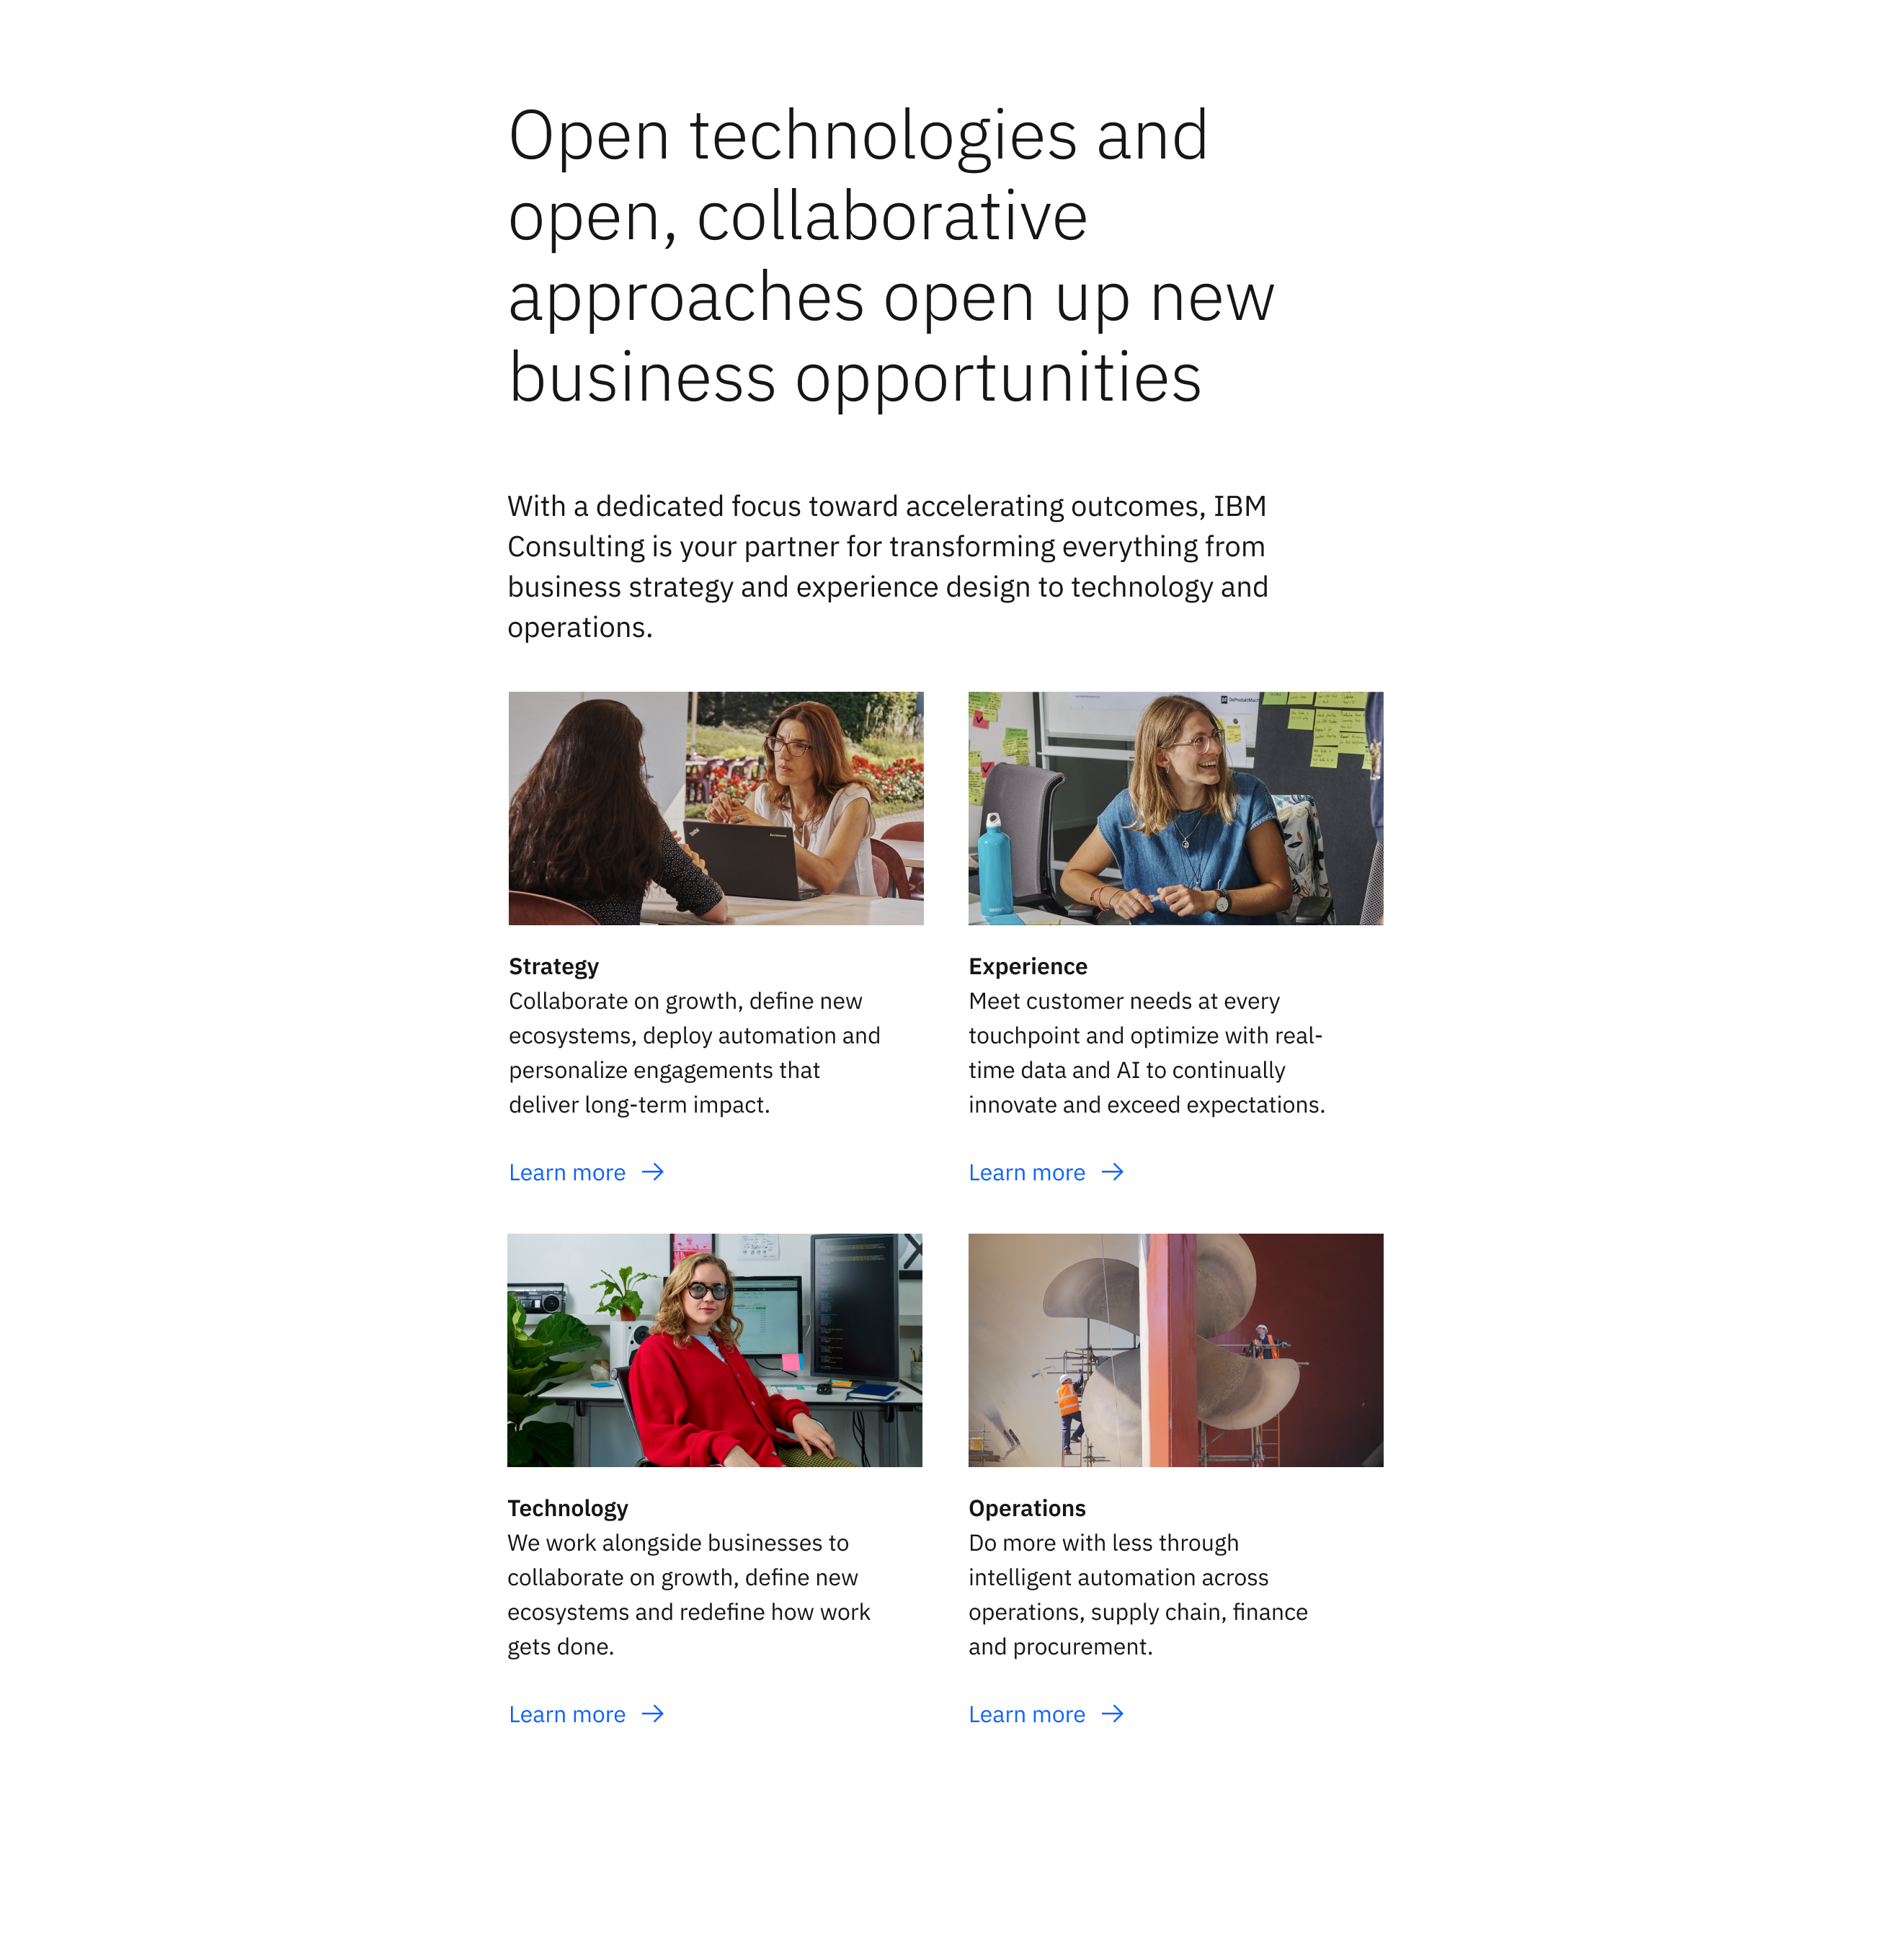 Open technologies and
open, collaborative
approaches open up new
business opportunities
With a dedicated focus toward accelerating outcomes, IBM
Consulting is your partner for transforming everything from
business strategy and experience design to technology and
operations.
Strategy
Collaborate on growth, define new
ecosystems, deploy automation and
personalize engagements that
deliver long-term impact.
Learn more
Experience
Meet customer needs at every
touchpoint and optimize with real-
time data and AI to continually
innovate and exceed expectations.
Learn more
Technology
We work alongside businesses to
collaborate on growth, define new
ecosystems and redefine how work
gets done.
Learn more
Operations
Do more with less through
intelligent automation across
operations, supply chain, finance
and procurement.
Learn more